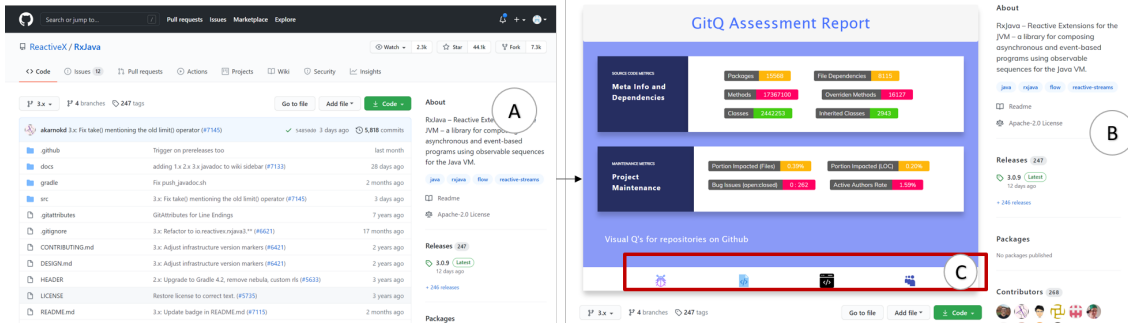 Search or jump to...
/
Pull requests Issues Marketplace Explore
ReactiveX / RxJava
Watch 2.3k
Star 44.1k
Fork 7.3k
Code
Issues 12
Pull requests
Actions
Projects
Wiki
Security
Insights
3.x
4 branches
247 tags
Go to file
Add file
Code
akarnokd 3.x: Fix take() mentioning the old limit() operator (#7145)
3 days ago
5,818 commits
.github Trigger on prereleases too last month
docs adding 1.x 2.x 3.x javadoc to wiki sidebar (#7133) 28 days ago
gradle Fix push_javadoc.sh 2 months ago
src 3.x: Fix take() mentioning the old limit() operator (#7145) 3 days ago
.gitattributes GitAttributes for Line Endings 7 years ago
.gitignore 3.x: Refactor to io.reactivex.rxjava3.** (#6621) 17 months ago
CONTRIBUTING.md 3.x: Adjust infrastructure version markers (#6421) 2 years ago
DESIGN.md 3.x: Adjust infrastructure version markers (#6421) 2 years ago
HEADER 2.x: Upgrade to Gradle 4.2, remove nebula, custom rls (#5633) 3 years ago
LICENSE Restore license to correct text. (#5735) 3 years ago
README.md 3.x: Update badge in README.md (#7115) 2 months ago
About
A
RxJava – Reactive Extensions
JVM – a library for composing
asynchronous and event-based
programs using observable sequences
for the Java VM.
java rxjava flow reactive-streams
Readme
Apache-2.0 License
Releases 247
3.0.9 Latest
12 days ago
+ 246 releases
Packages
GitQ Assessment Report
SOURCE CODE METRICS
Meta Info and
Dependencies
Packages 15500
File Dependencies 8115
Methods 17367100
Overriden Methods 16127
Classes 2442253
Inherited Classes 2943
MAINTENANCE METRICS
Project
Maintenance
Portion Impacted (Files) 0.39%
Portion Impacted (LOC) 0.20%
Bug Issues (open:closed) 0 : 262
Active Authors Rate 1.59%
Visual Q's for repositories on Github
C
3.x
4 branches
247 tags
Go to file
Add file
Code
About
RxJava – Reactive Extensions for the
JVM – a library for composing
asynchronous and event-based
programs using observable
sequences for the Java VM.
java rxjava flow reactive-streams
Readme
B
Apache-2.0 License
Releases 247
3.0.9 Latest
12 days ago
+ 246 releases
Packages
No packages published
Contributors 268